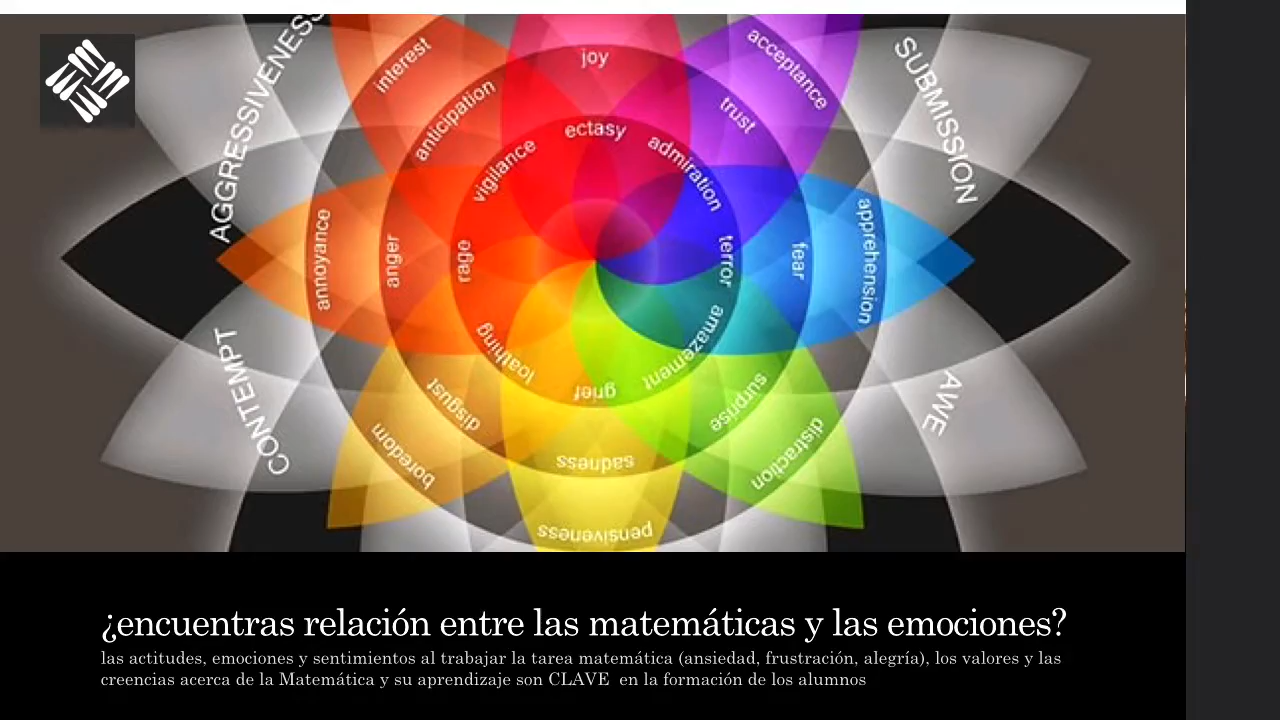 AGGRESSIVENESS
interest
joy
acceptance
SUBMISSION
anticipation
trust
vigilance
ectasy
admiration
annoyance
anger
rage
terror
fear
apprehension
CONTEMPT
loathing
grief
amazement
AWE
disgust
surprise
boredom
sadness
distraction
pensiveness
¿encuentras relación entre las matemáticas y las emociones?
las actitudes, emociones y sentimientos al trabajar la tarea matemática (ansiedad, frustración, alegría), los valores y las
creencias acerca de la Matemática y su aprendizaje son CLAVE en la formación de los alumnos